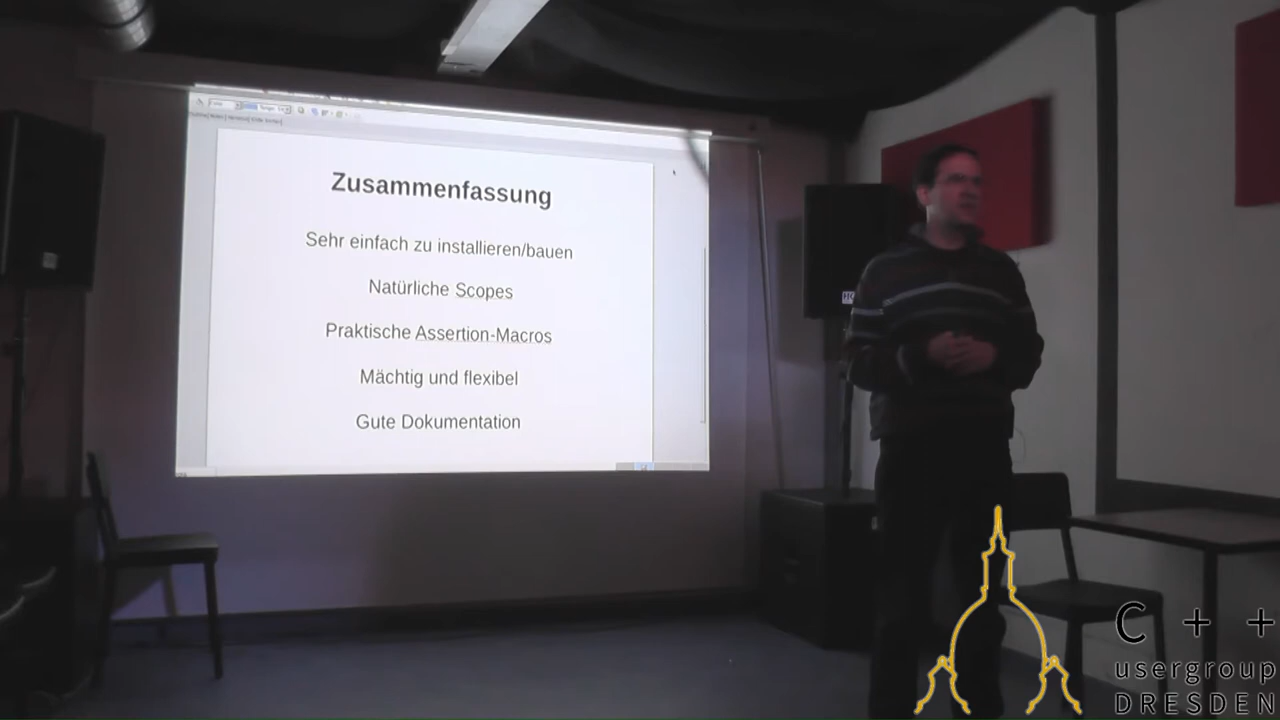 Zusammenfassung
Sehr einfach zu installieren/bauen
Natürliche Scopes
Praktische Assertion-Macros
Mächtig und flexibel
Gute Dokumentation
C + +
usergroup
DRESDEN